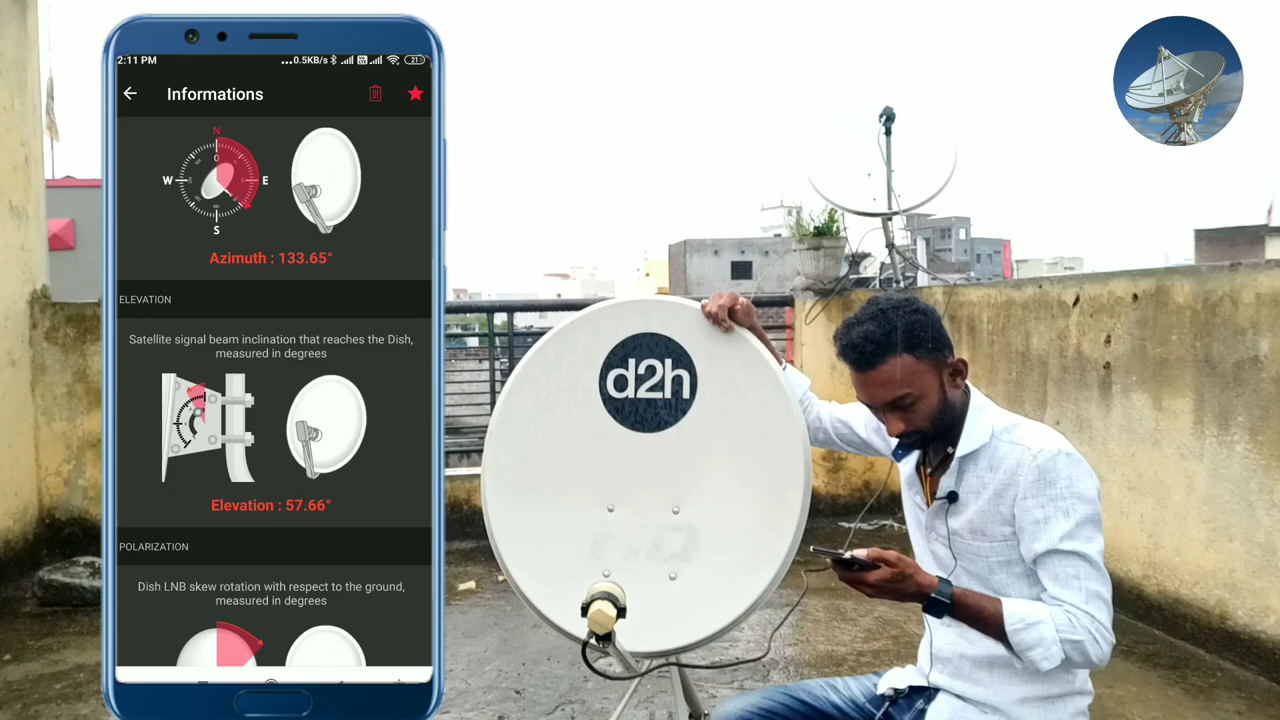 2:11 PM
...0.5KB/s
21
Informations
N
0
W
E
S
Azimuth : 133.65°
ELEVATION
Satellite signal beam inclination that reaches the Dish,
measured in degrees
Elevation : 57.66°
POLARIZATION
Dish LNB skew rotation with respect to the ground,
measured in degrees
d2h